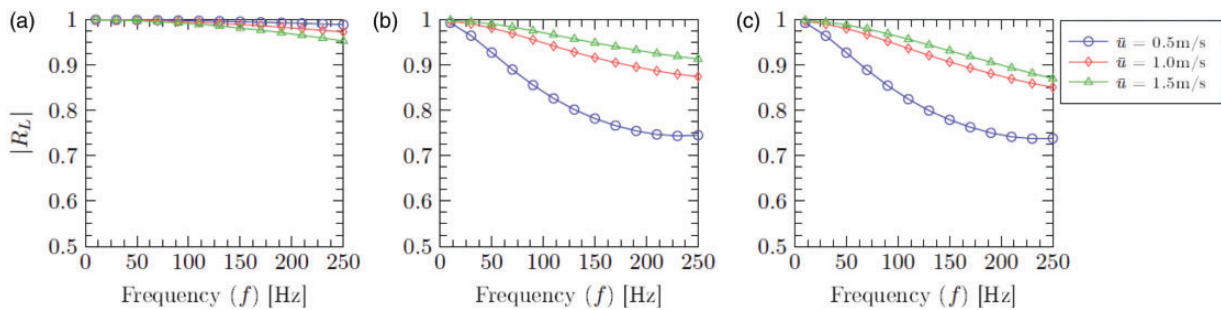 (a)
|R_L|
1
0.9
0.8
0.7
0.6
0.5
0 50 100 150 200 250
Frequency (f) [Hz]
(b)
1
0.9
0.8
0.7
0.6
0.5
0 50 100 150 200 250
Frequency (f) [Hz]
(c)
1
0.9
0.8
0.7
0.6
0.5
0 50 100 150 200 250
Frequency (f) [Hz]
ū = 0.5m/s
ū = 1.0m/s
ū = 1.5m/s